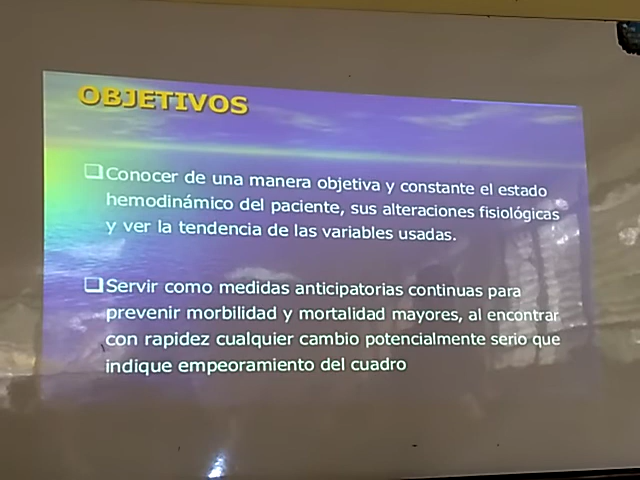 OBJETIVOS
Conocer de una manera objetiva y constante el estado
hemodinámico del paciente, sus alteraciones fisiológicas
y ver la tendencia de las variables usadas.
Servir como medidas anticipatorias continuas para
prevenir morbilidad y mortalidad mayores, al encontrar
con rapidez cualquier cambio potencialmente serio que
indique empeoramiento del cuadro